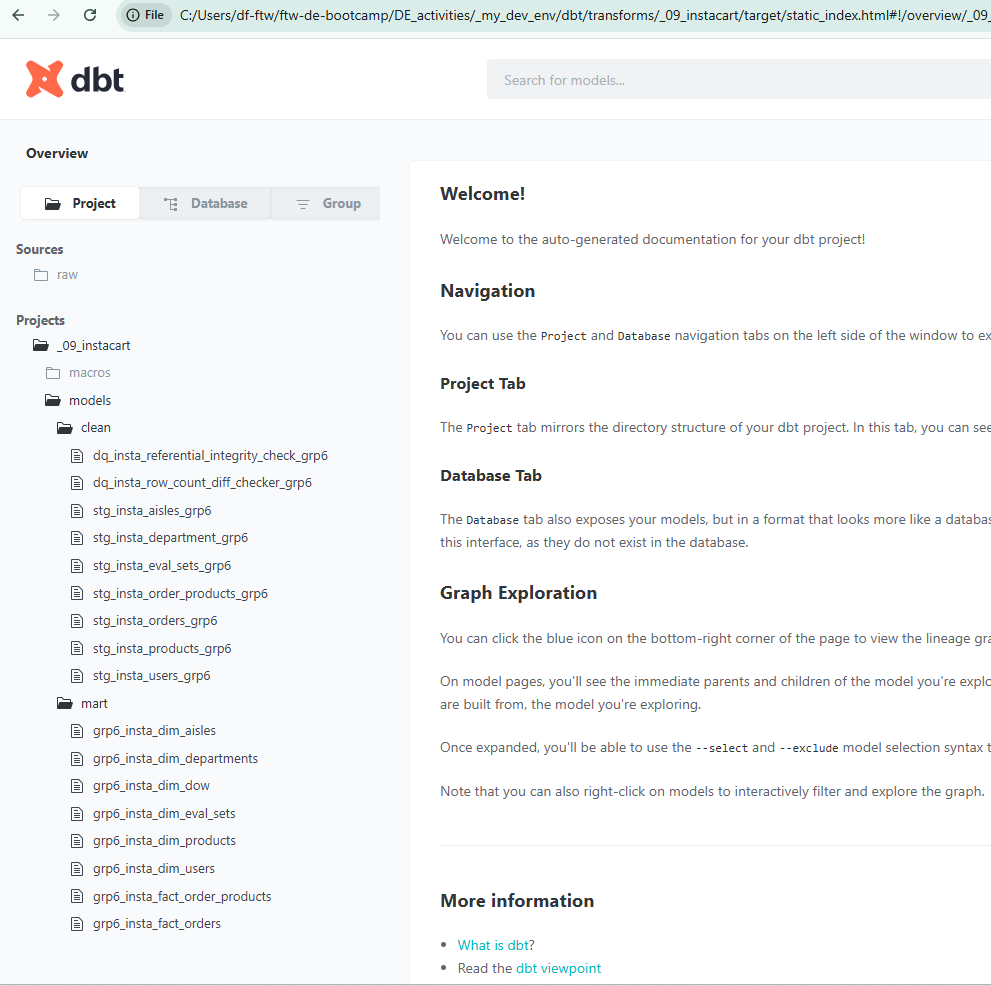 File C:/Users/df-ftw/ftw-de-bootcamp/DE_activities/_my_dev_env/dbt/transforms/_09_instacart/target/static_index.html#!/overview/_09_
dbt
Search for models...
Overview
Project Database Group
Sources
raw
Projects
_09_instacart
macros
models
clean
dq_insta_referential_integrity_check_grp6
dq_insta_row_count_diff_checker_grp6
stg_insta_aisles_grp6
stg_insta_department_grp6
stg_insta_eval_sets_grp6
stg_insta_order_products_grp6
stg_insta_orders_grp6
stg_insta_products_grp6
stg_insta_users_grp6
mart
grp6_insta_dim_aisles
grp6_insta_dim_departments
grp6_insta_dim_dow
grp6_insta_dim_eval_sets
grp6_insta_dim_products
grp6_insta_dim_users
grp6_insta_fact_order_products
grp6_insta_fact_orders
Welcome!
Welcome to the auto-generated documentation for your dbt project!
Navigation
You can use the Project and Database navigation tabs on the left side of the window to ex
Project Tab
The Project tab mirrors the directory structure of your dbt project. In this tab, you can see
Database Tab
The Database tab also exposes your models, but in a format that looks more like a databas
this interface, as they do not exist in the database.
Graph Exploration
You can click the blue icon on the bottom-right corner of the page to view the lineage gra
On model pages, you'll see the immediate parents and children of the model you're explo
are built from, the model you're exploring.
Once expanded, you'll be able to use the --select and --exclude model selection syntax t
Note that you can also right-click on models to interactively filter and explore the graph.
More information
What is dbt?
Read the dbt viewpoint